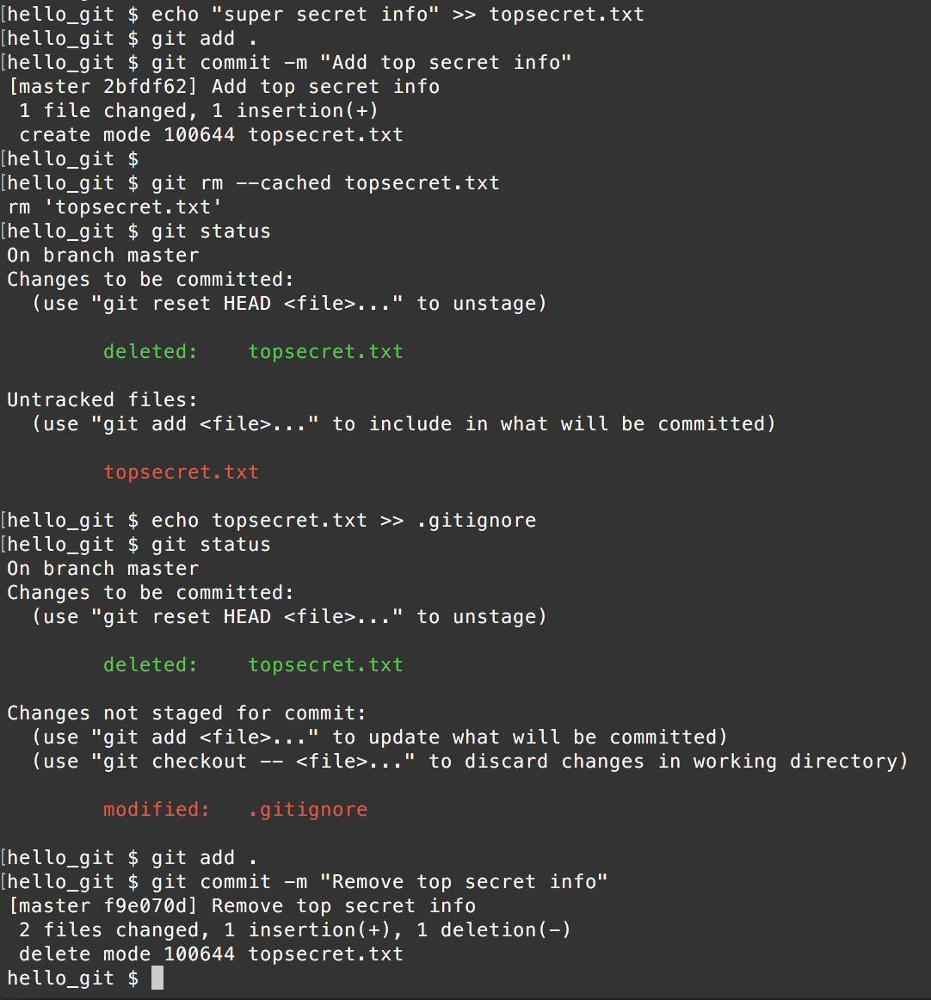 [hello_git $ echo "super secret info" >> topsecret.txt
[hello_git $ git add .
[hello_git $ git commit -m "Add top secret info"
[master 2bfdf62] Add top secret info
 1 file changed, 1 insertion(+)
 create mode 100644 topsecret.txt
[hello_git $
[hello_git $ git rm --cached topsecret.txt
rm 'topsecret.txt'
[hello_git $ git status
On branch master
Changes to be committed:
  (use "git reset HEAD <file>..." to unstage)

        deleted:    topsecret.txt

Untracked files:
  (use "git add <file>..." to include in what will be committed)

        topsecret.txt

[hello_git $ echo topsecret.txt >> .gitignore
[hello_git $ git status
On branch master
Changes to be committed:
  (use "git reset HEAD <file>..." to unstage)

        deleted:    topsecret.txt

Changes not staged for commit:
  (use "git add <file>..." to update what will be committed)
  (use "git checkout -- <file>..." to discard changes in working directory)

        modified:   .gitignore

[hello_git $ git add .
[hello_git $ git commit -m "Remove top secret info"
[master f9e070d] Remove top secret info
 2 files changed, 1 insertion(+), 1 deletion(-)
 delete mode 100644 topsecret.txt
hello_git $